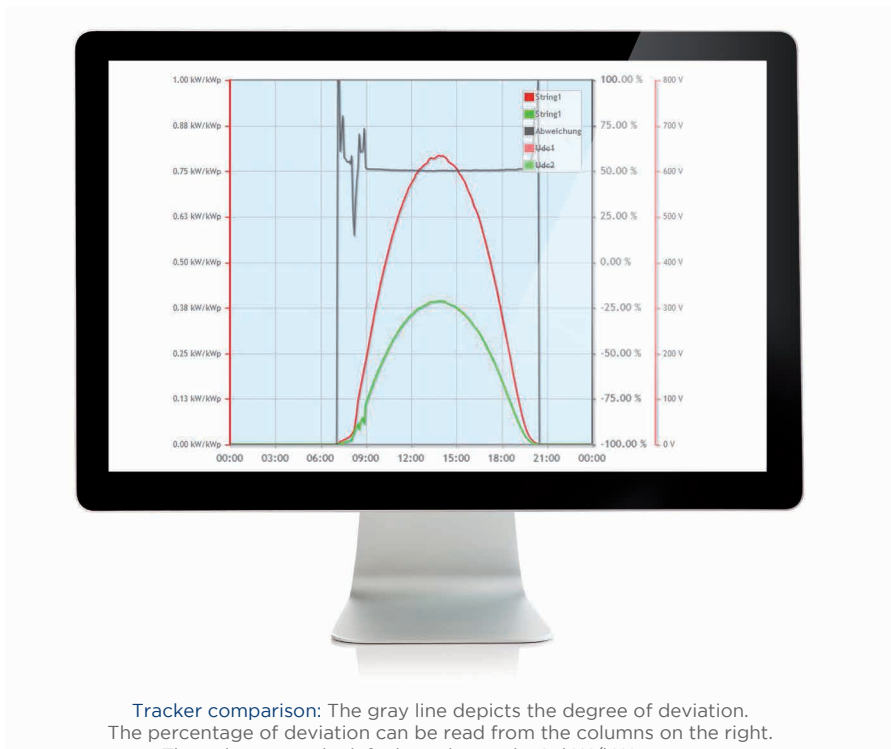 1.00 kW/kWp
0.88 kW/kWp
0.75 kW/kWp
0.63 kW/kWp
0.50 kW/kWp
0.38 kW/kWp
0.25 kW/kWp
0.13 kW/kWp
0.00 kW/kWp
100.00 %
75.00 %
50.00 %
25.00 %
0.00 %
-25.00 %
-50.00 %
-75.00 %
-100.00 %
800 V
700 V
600 V
500 V
400 V
300 V
200 V
100 V
0 V
String1
String1
Abweichung
Udc1
Udc2
00:00 03:00 06:00 09:00 12:00 15:00 18:00 21:00 00:00
Tracker comparison: The gray line depicts the degree of deviation.
The percentage of deviation can be read from the columns on the right.